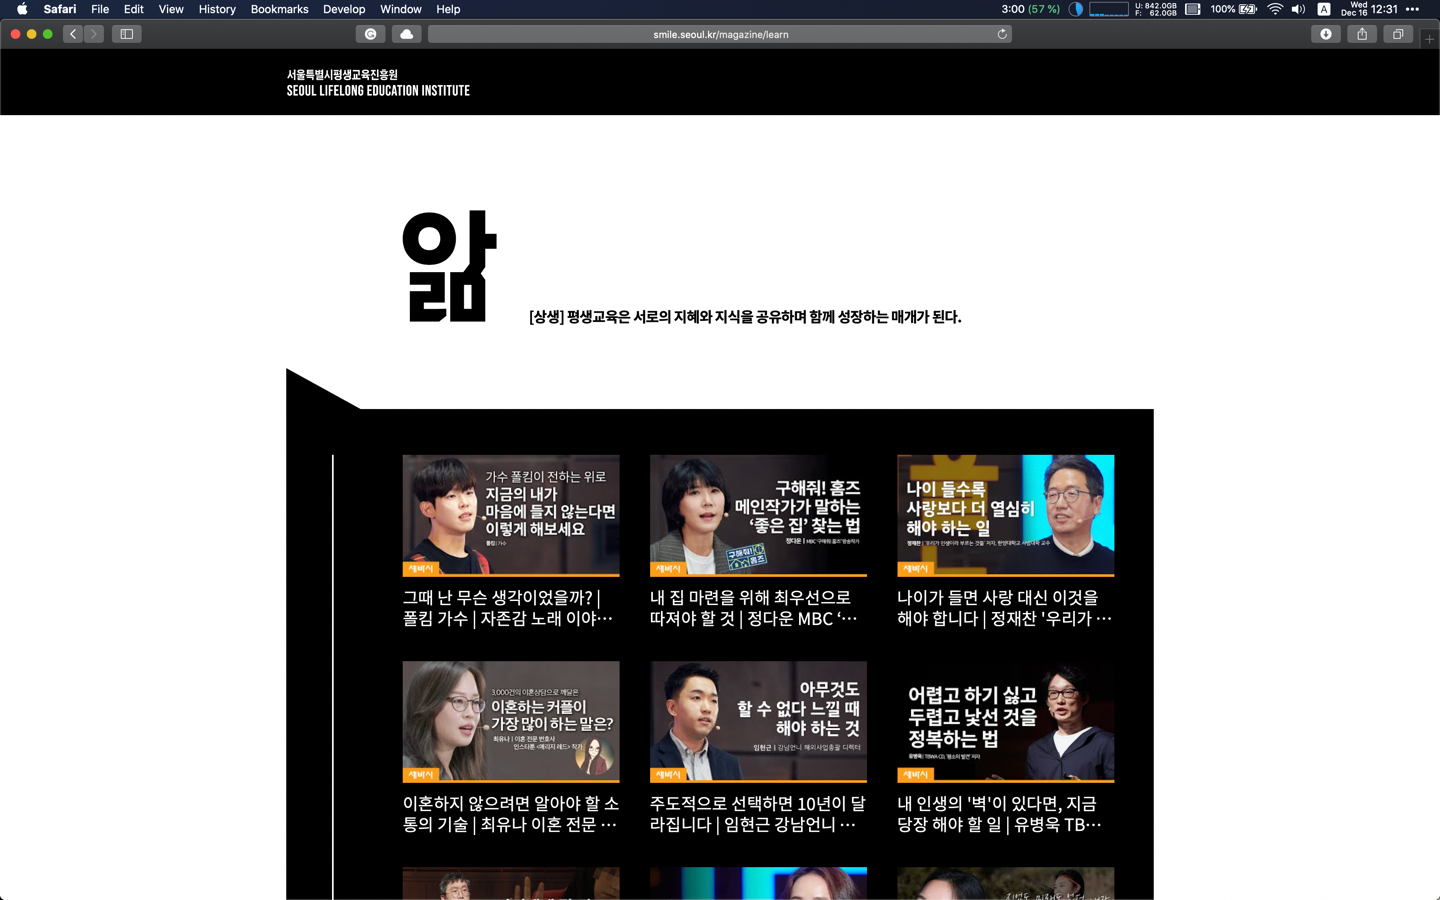 Safari File Edit View History Bookmarks Develop Window Help
3:00 (57 %)
U: 842.0GB
F: 62.0GB
100%
A
Wed
Dec 16
12:31
smile.seoul.kr/magazine/learn
서울특별시평생교육진흥원
SEOUL LIFELONG EDUCATION INSTITUTE
앎
[상생] 평생교육은 서로의 지혜와 지식을 공유하며 함께 성장하는 매개가 된다.
가수 폴킴이 전하는 위로
지금의 내가
마음에 들지 않는다면
이렇게 해보세요
폴킴 | 가수
세바시
그때 난 무슨 생각이었을까? |
폴킴 가수 | 자존감 노래 이야…
구해줘! 홈즈
메인작가가 말하는
‘좋은 집’ 찾는 법
정다운 | MBC '구해줘 홈즈' 방송작가
구해줘!
홈즈
세바시
내 집 마련을 위해 최우선으로
따져야 할 것 | 정다운 MBC ‘…
나이 들수록
사랑보다 더 열심히
해야 하는 일
정재찬 | '우리가 인생이라 부르는 것들' 저자, 한양대학교 사범대학 교수
세바시
나이가 들면 사랑 대신 이것을
해야 합니다 | 정재찬 '우리가 …
3,000건의 이혼상담으로 깨달은
이혼하는 커플이
가장 많이 하는 말은?
최유나 | 이혼 전문 변호사
인스타툰 <메리지 레드> 작가
세바시
이혼하지 않으려면 알아야 할 소
통의 기술 | 최유나 이혼 전문 …
아무것도
할 수 없다 느낄 때
해야 하는 것
임현근 | 강남언니 해외사업총괄 디렉터
세바시
주도적으로 선택하면 10년이 달
라집니다 | 임현근 강남언니 …
어렵고 하기 싫고
두렵고 낯선 것을
정복하는 법
유병욱 | TBWA CD, '평소의 발견' 저자
세바시
내 인생의 '벽'이 있다면, 지금
당장 해야 할 일 | 유병욱 TB…